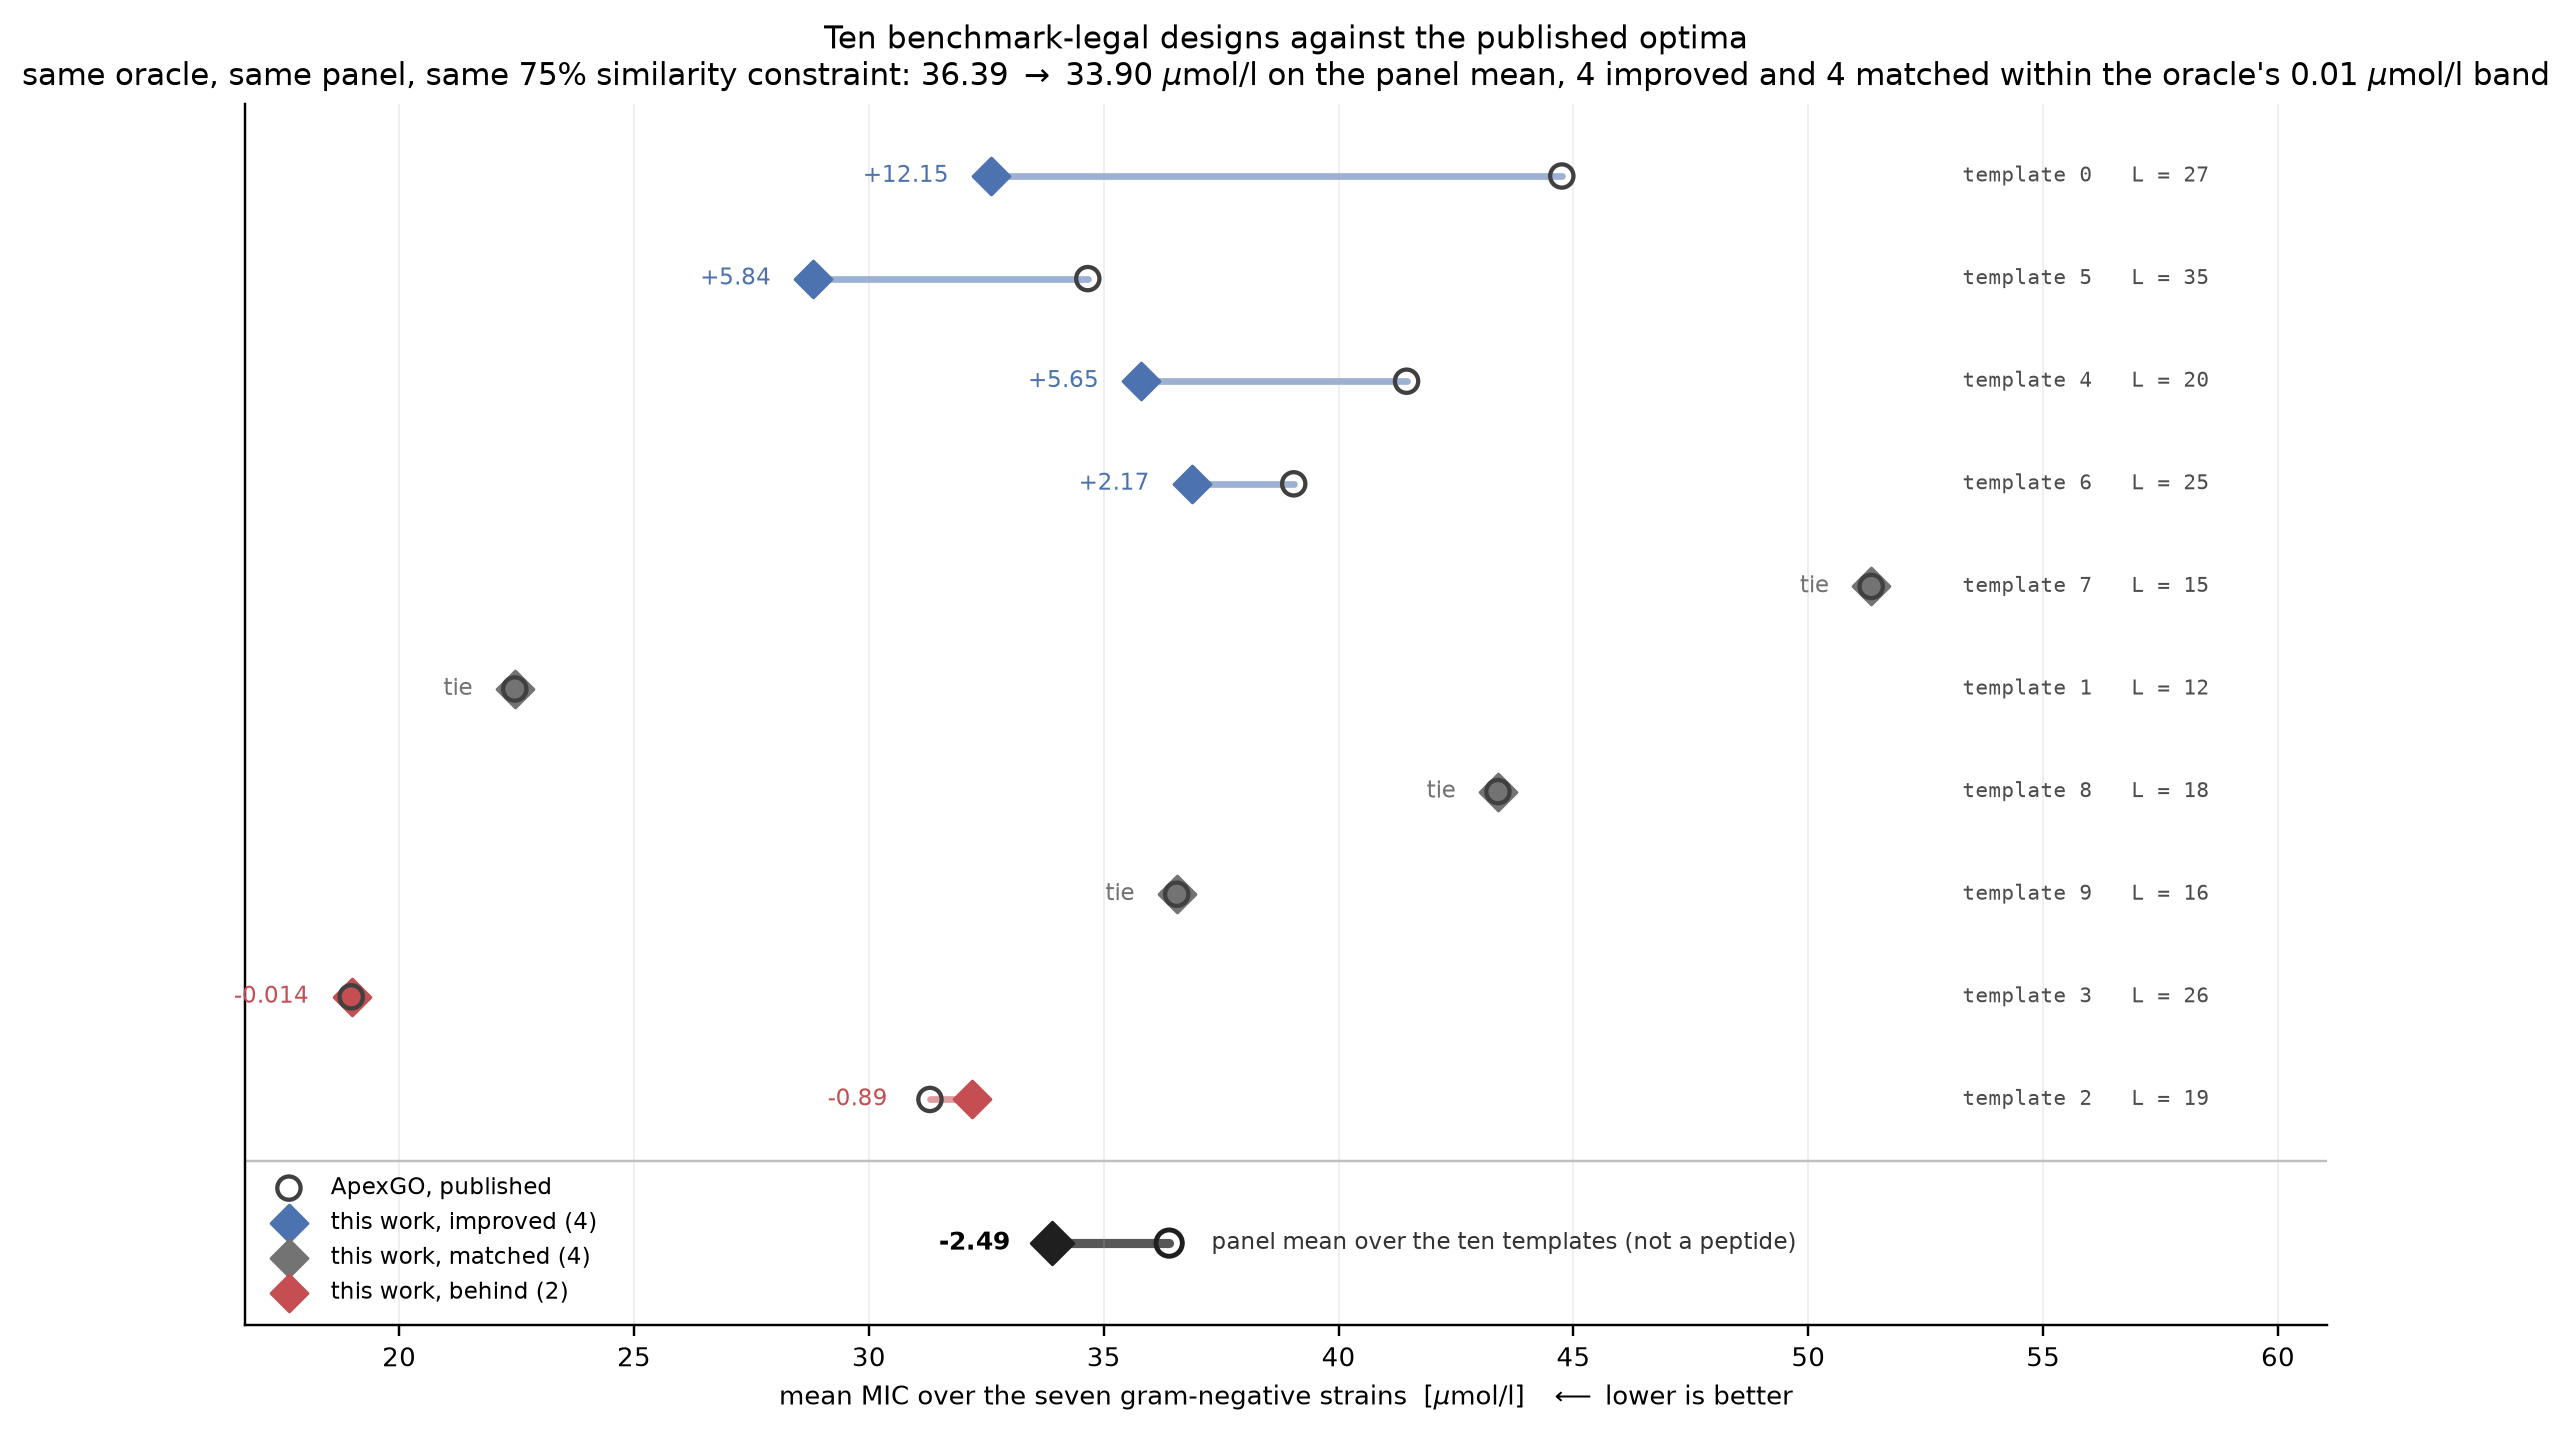 Ten benchmark-legal designs against the published optima
same oracle, same panel, same 75% similarity constraint: 36.39 → 33.90 μmol/l on the panel mean, 4 improved and 4 matched within the oracle's 0.01 μmol/l band
+12.15 template 0 L = 27
+5.84 template 5 L = 35
+5.65 template 4 L = 20
+2.17 template 6 L = 25
tie template 7 L = 15
tie template 1 L = 12
tie template 8 L = 18
tie template 9 L = 16
-0.014 template 3 L = 26
-0.89 template 2 L = 19
ApexGO, published
this work, improved (4)
this work, matched (4)
this work, behind (2)
-2.49 panel mean over the ten templates (not a peptide)
20 25 30 35 40 45 50 55 60
mean MIC over the seven gram-negative strains [μmol/l] ⟵ lower is better